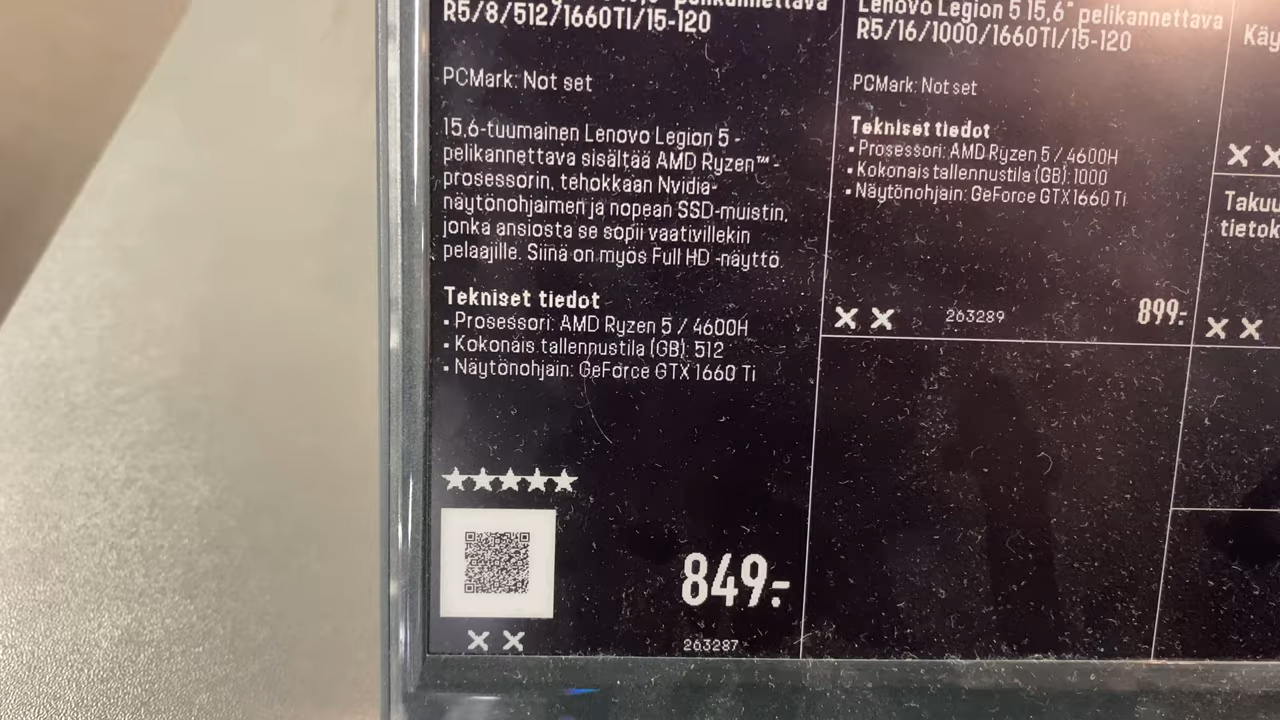 pelikannettava
R5/8/512/1660TI/15-120
PCMark: Not set
15,6-tuumainen Lenovo Legion 5 -
pelikannettava sisältää AMD Ryzen™ -
prosessorin, tehokkaan Nvidia-
näytönohjaimen ja nopean SSD-muistin,
jonka ansiosta se sopii vaativillekin
pelaajille. Siinä on myös Full HD -näyttö.
Tekniset tiedot
• Prosessori: AMD Ryzen 5 / 4600H
• Kokonais tallennustila (GB): 512
• Näytönohjain: GeForce GTX 1660 Ti
849:-
263287
Lenovo Legion 5 15,6" pelikannettava
R5/16/1000/1660TI/15-120
PCMark: Not set
Tekniset tiedot
• Prosessori: AMD Ryzen 5 / 4600H
• Kokonais tallennustila (GB): 1000
• Näytönohjain: GeForce GTX 1660 Ti
263289
899:-
Käy
Takuu
tietok